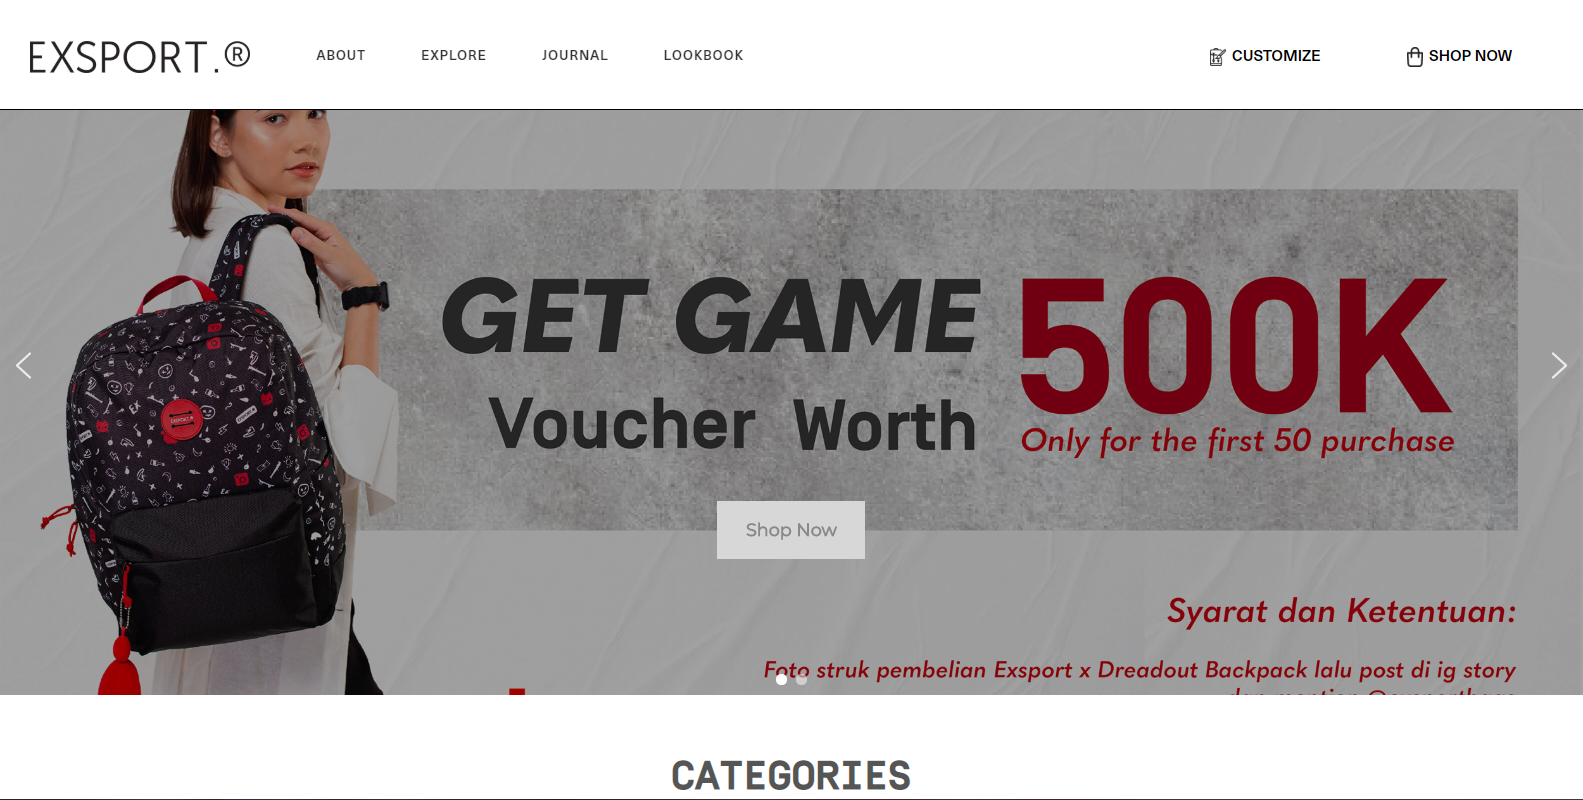 EXSPORT.®
ABOUT
EXPLORE
JOURNAL
LOOKBOOK
CUSTOMIZE
SHOP NOW
GET GAME
Voucher Worth
500K
Only for the first 50 purchase
Shop Now
Syarat dan Ketentuan:
Foto struk pembelian Exsport x Dreadout Backpack lalu post di ig story
CATEGORIES